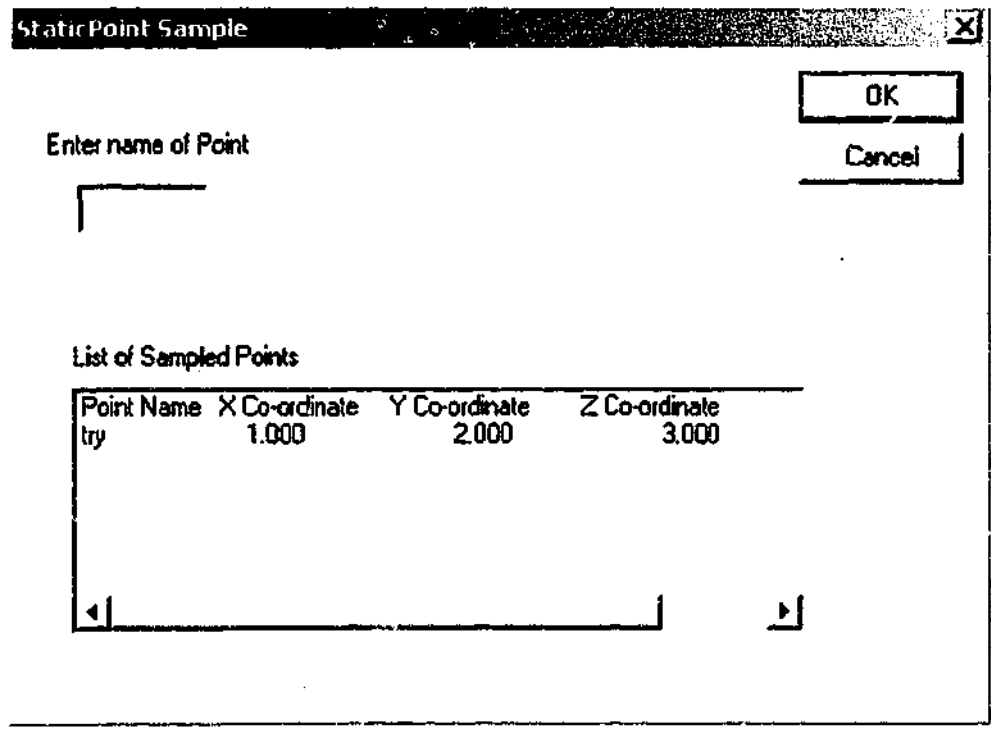 StaticPoint Sample
OK
Enter name of Point
Cancel
List of Sampled Points
Point Name X Co-ordinate Y Co-ordinate Z Co-ordinate
try 1.000 2.000 3.000